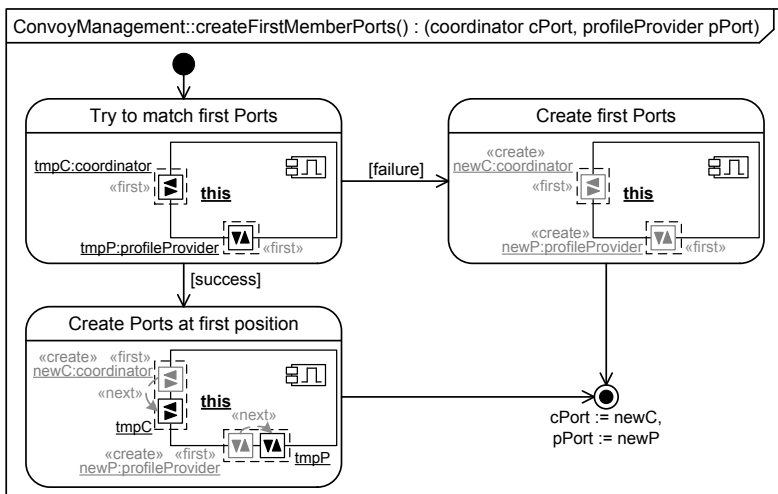 ConvoyManagement::createFirstMemberPorts() : (coordinator cPort, profileProvider pPort)
Try to match first Ports
tmpC:coordinator
«first»
this
tmpP:profileProvider
«first»
[failure]
Create first Ports
«create»
newC:coordinator
«first»
this
«create»
newP:profileProvider
«first»
[success]
Create Ports at first position
«create» «first»
newC:coordinator
«next»
this
tmpC
«next»
«create» «first»
newP:profileProvider
tmpP
cPort := newC,
pPort := newP